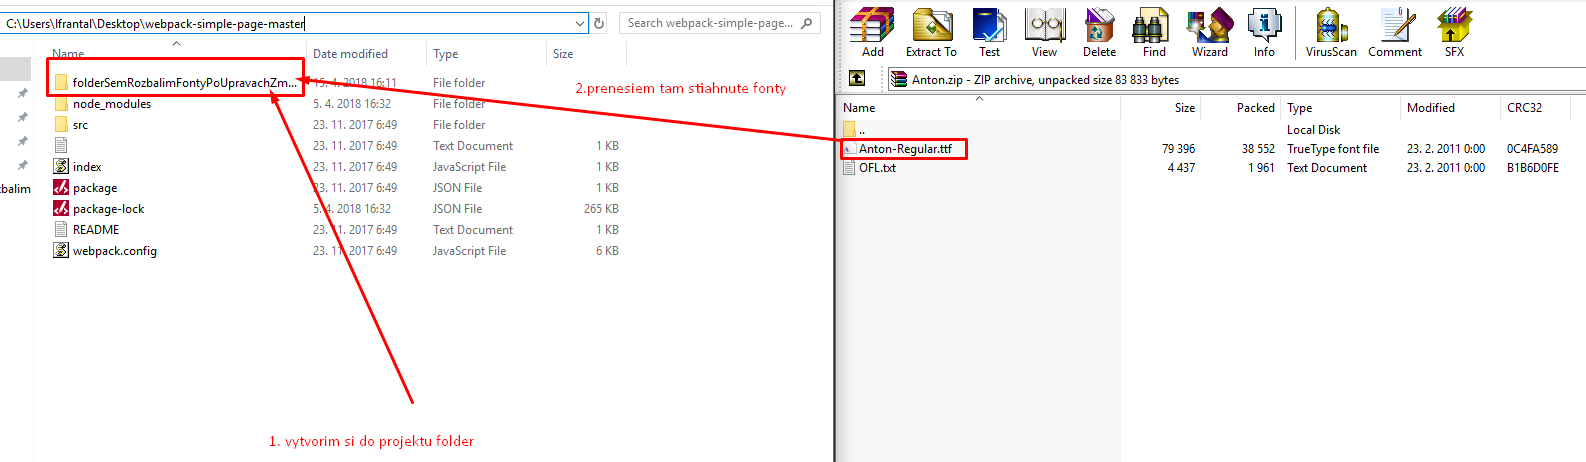 C:\Users\lfrantal\Desktop\webpack-simple-page-master
Search webpack-simple-page...
Name Date modified Type Size
folderSemRozbalimFontyPoUpravachZm... 15. 4. 2018 16:11 File folder
node_modules 5. 4. 2018 16:32 File folder
src 23. 11. 2017 6:49 File folder
23. 11. 2017 6:49 Text Document 1 KB
index 23. 11. 2017 6:49 JavaScript File 1 KB
package 23. 11. 2017 6:49 JSON File 1 KB
package-lock 5. 4. 2018 16:32 JSON File 265 KB
README 23. 11. 2017 6:49 Text Document 1 KB
webpack.config 23. 11. 2017 6:49 JavaScript File 6 KB
:balim
2.prenesiem tam stiahnute fonty
1. vytvorim si do projektu folder
Add Extract To Test View Delete Find Wizard Info VirusScan Comment SFX
Anton.zip - ZIP archive, unpacked size 83 833 bytes
Name Size Packed Type Modified CRC32
.. Local Disk
Anton-Regular.ttf 79 396 38 552 TrueType font file 23. 2. 2011 0:00 0C4FA589
OFL.txt 4 437 1 961 Text Document 23. 2. 2011 0:00 B1B6D0FE